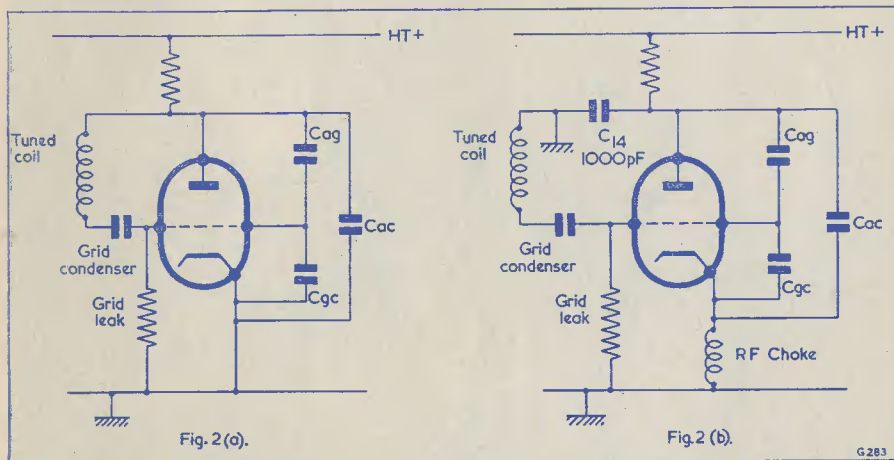 HT+
Tuned
coil
Cag
Cac
Grid
condenser
Cgc
Grid
leak
Fig. 2 (a).
HT+
Tuned
coil
C14
1000pF
Cag
Cac
Grid
condenser
Cgc
Grid
leak
RF Choke
Fig. 2 (b).
G283